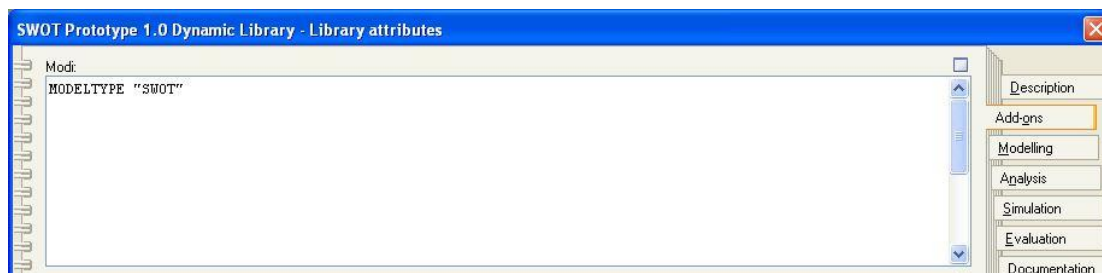 SWOT Prototype 1.0 Dynamic Library - Library attributes
Modi:
MODELTYPE "SWOT"
Description
Add-ons
Modelling
Analysis
Simulation
Evaluation
Documentation